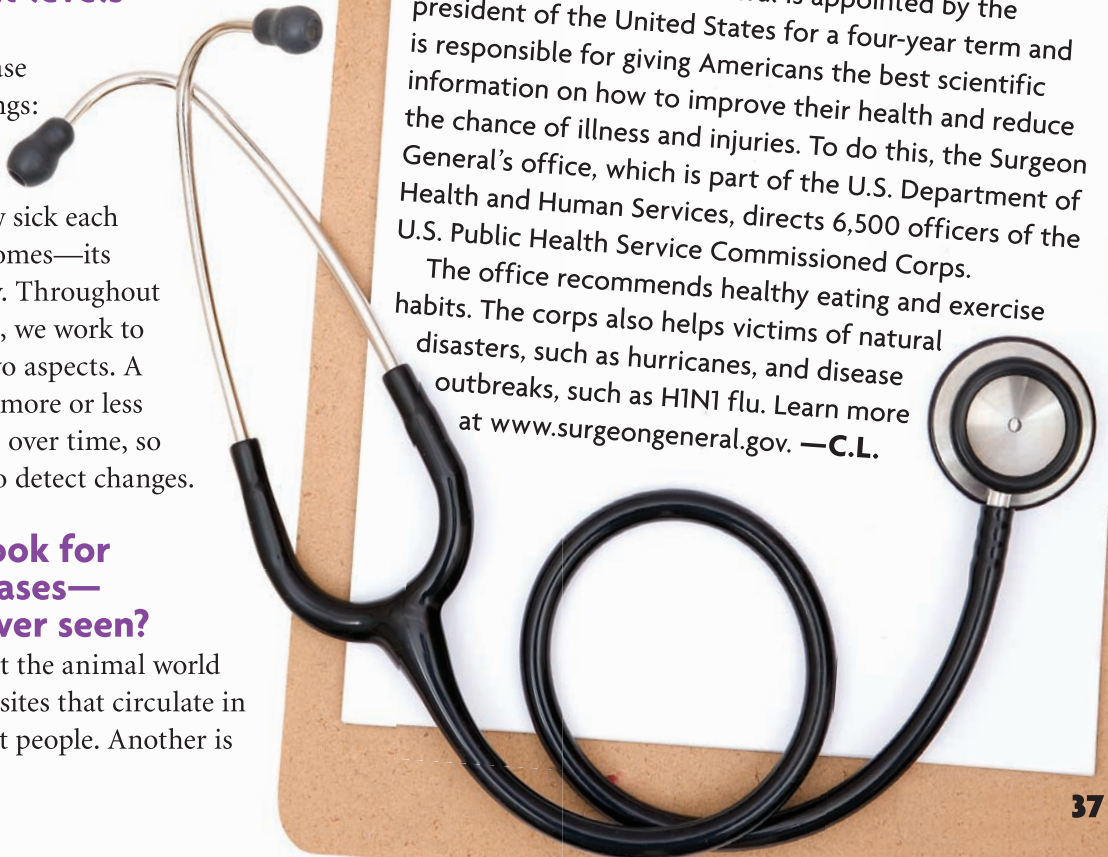 ase
ngs:
sick each
omes—its
Throughout
, we work to
vo aspects. A
more or less
over time, so
o detect changes.
ook for
ases—
ver seen?
t the animal world
sites that circulate in
t people. Another is
is appointed by the
president of the United States for a four-year term and
is responsible for giving Americans the best scientific
information on how to improve their health and reduce
the chance of illness and injuries. To do this, the Surgeon
General’s office, which is part of the U.S. Department of
Health and Human Services, directs 6,500 officers of the
U.S. Public Health Service Commissioned Corps.
The office recommends healthy eating and exercise
habits. The corps also helps victims of natural
disasters, such as hurricanes, and disease
outbreaks, such as H1N1 flu. Learn more
at www.surgeongeneral.gov. —C.L.
37